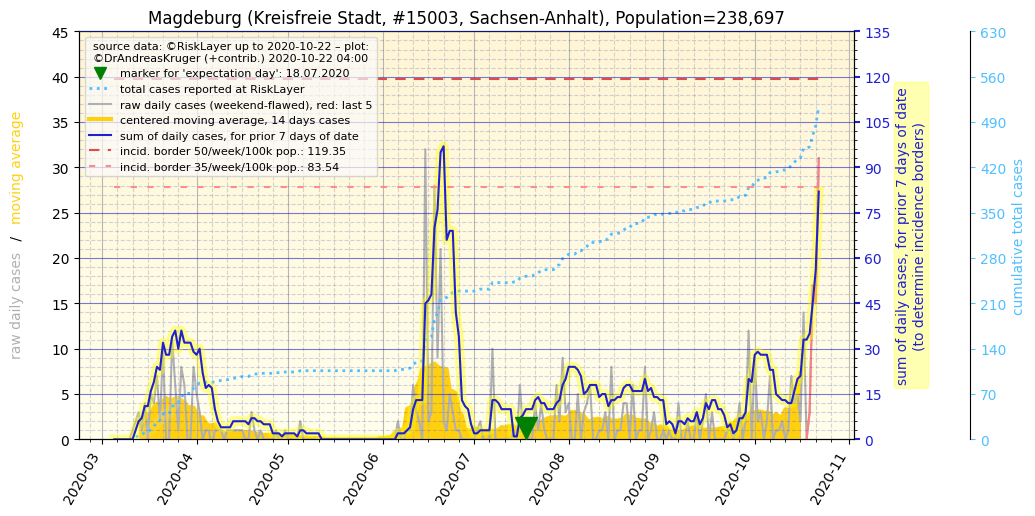 Magdeburg (Kreisfreie Stadt, #15003, Sachsen-Anhalt), Population=238,697
source data: ©RiskLayer up to 2020-10-22 – plot:
©DrAndreasKruger (+contrib.) 2020-10-22 04:00
marker for 'expectation day': 18.07.2020
total cases reported at RiskLayer
raw daily cases (weekend-flawed), red: last 5
centered moving average, 14 days cases
sum of daily cases, for prior 7 days of date
incid. border 50/week/100k pop.: 119.35
incid. border 35/week/100k pop.: 83.54
raw daily cases / moving average
45
40
35
30
25
20
15
10
5
0
2020-03
2020-04
2020-05
2020-06
2020-07
2020-08
2020-09
2020-10
2020-11
135
120
105
90
75
60
45
30
15
0
sum of daily cases, for prior 7 days of date
(to determine incidence borders)
630
560
490
420
350
280
210
140
70
0
cumulative total cases